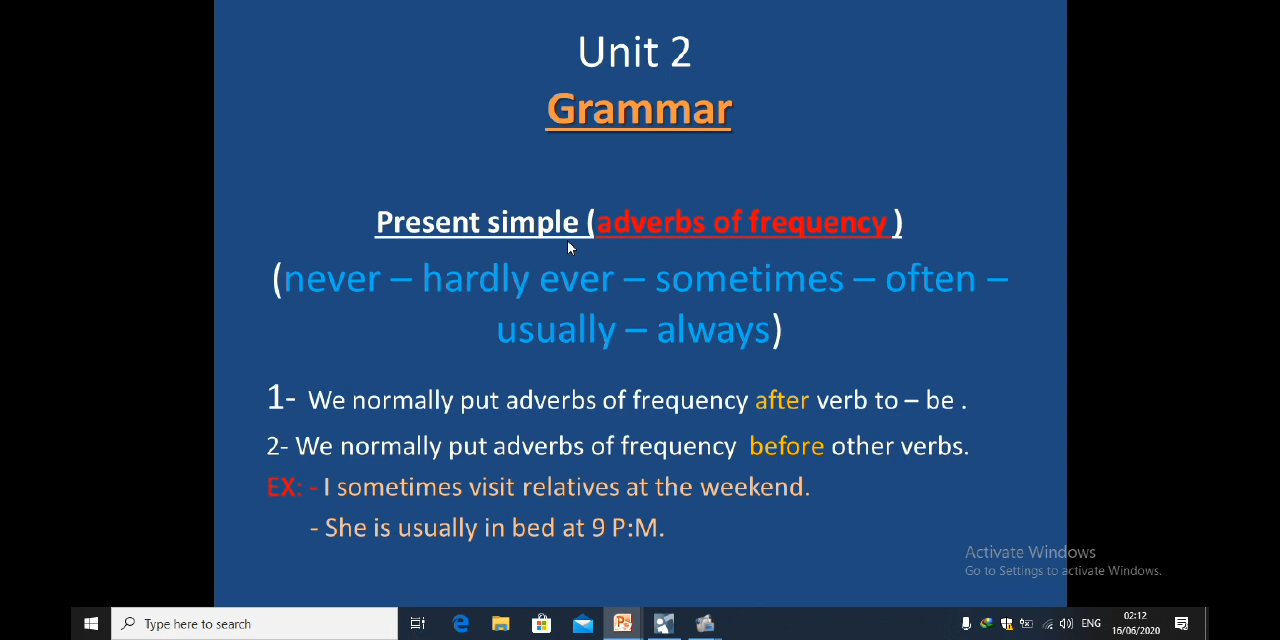 Unit 2
Grammar
Present simple (adverbs of frequency )
(never – hardly ever – sometimes – often –
usually – always)
1- We normally put adverbs of frequency after verb to – be .
2- We normally put adverbs of frequency before other verbs.
EX: - I sometimes visit relatives at the weekend.
- She is usually in bed at 9 P:M.
Activate Windows
Go to Settings to activate Windows.
Type here to search
ENG
02:12
16/06/2020